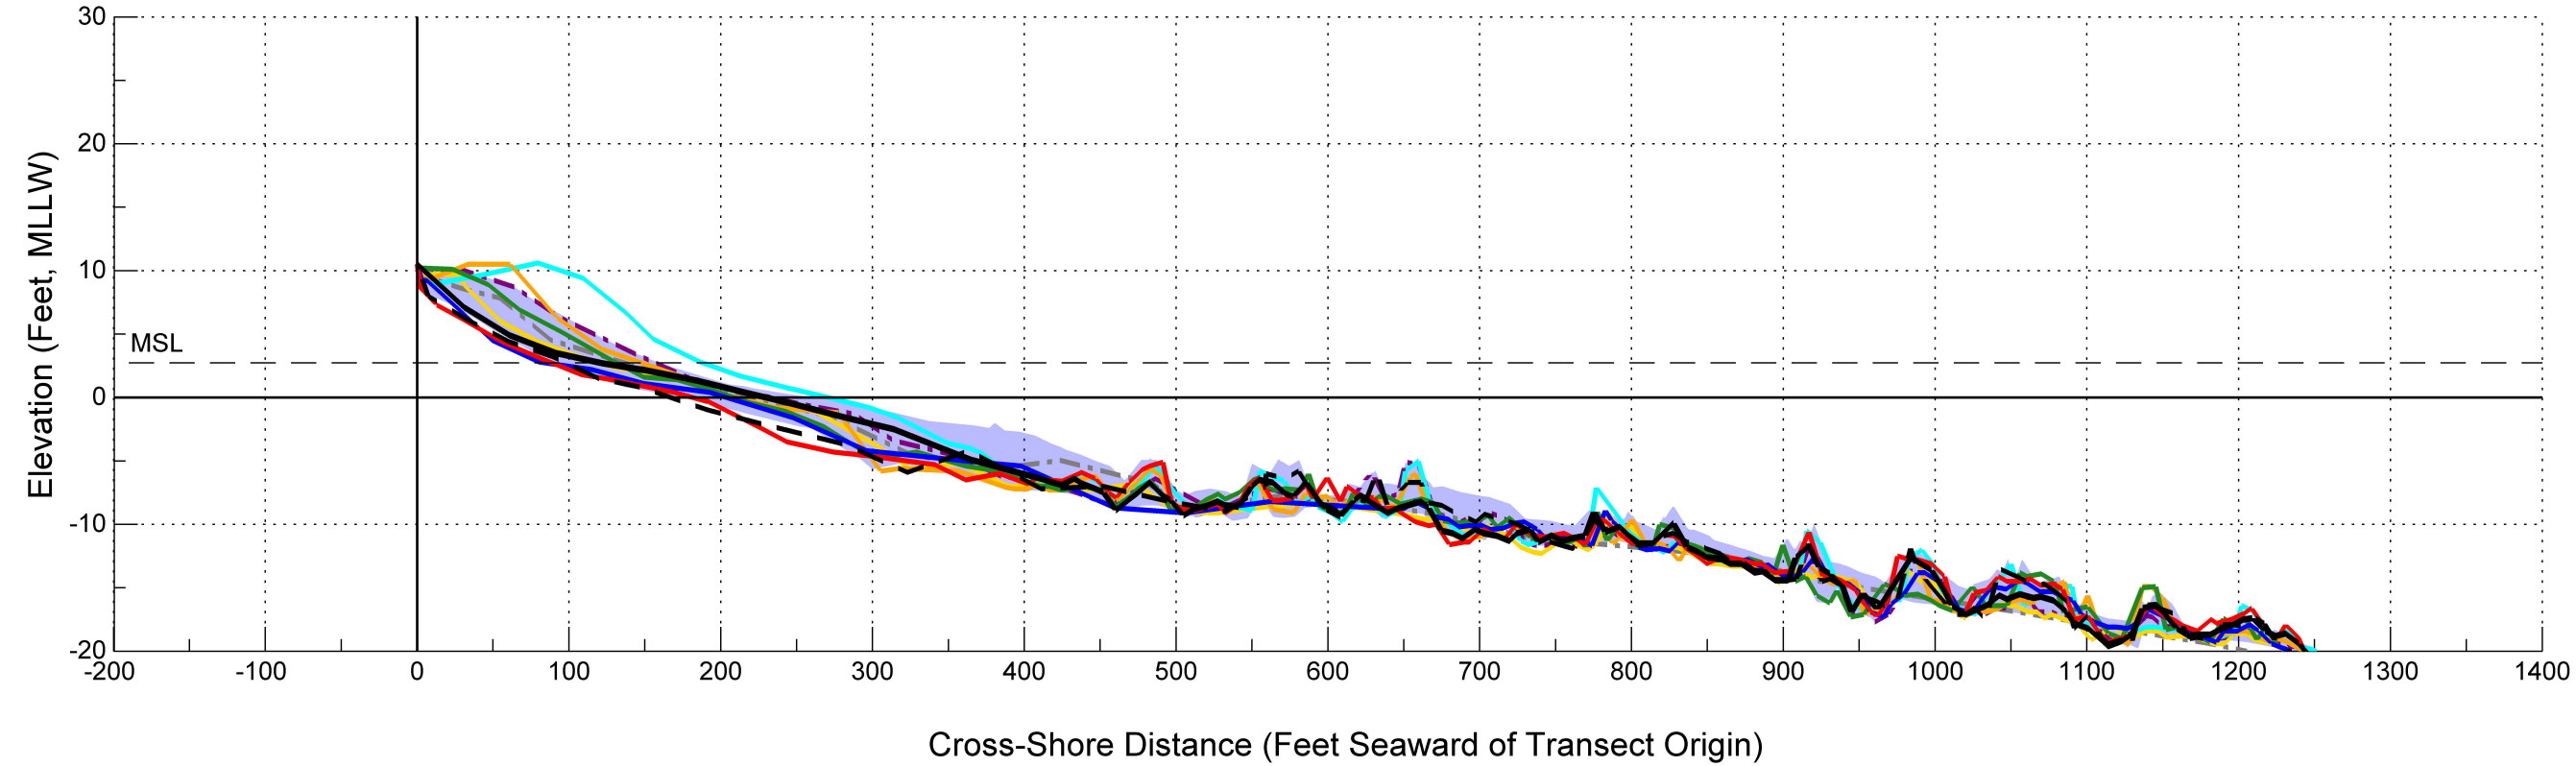 30
20
10
0
-10
-20
Elevation (Feet, MLLW)
MSL
-200 -100 0 100 200 300 400 500 600 700 800 900 1000 1100 1200 1300 1400
Cross-Shore Distance (Feet Seaward of Transect Origin)